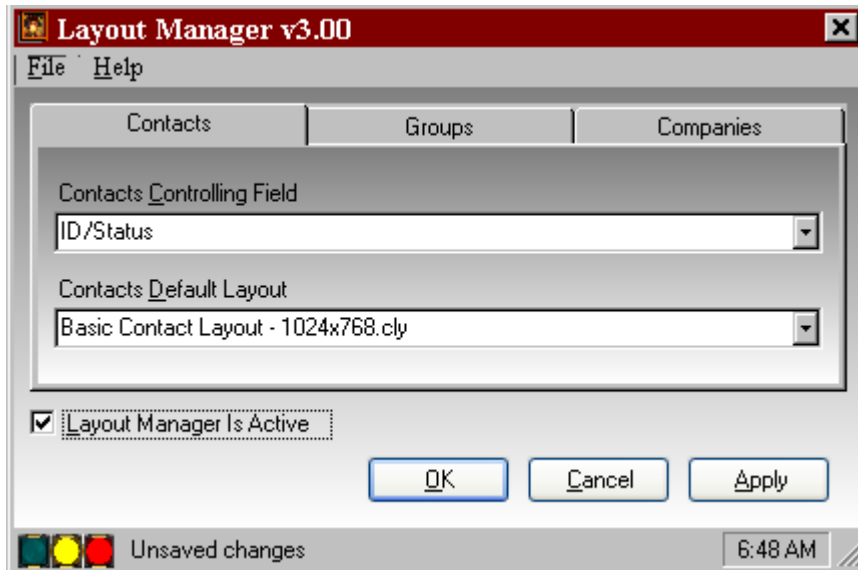 Layout Manager v3.00
File Help
Contacts Groups Companies
Contacts Controlling Field
ID/Status
Contacts Default Layout
Basic Contact Layout - 1024x768.cly
Layout Manager Is Active
OK Cancel Apply
Unsaved changes 6:48 AM